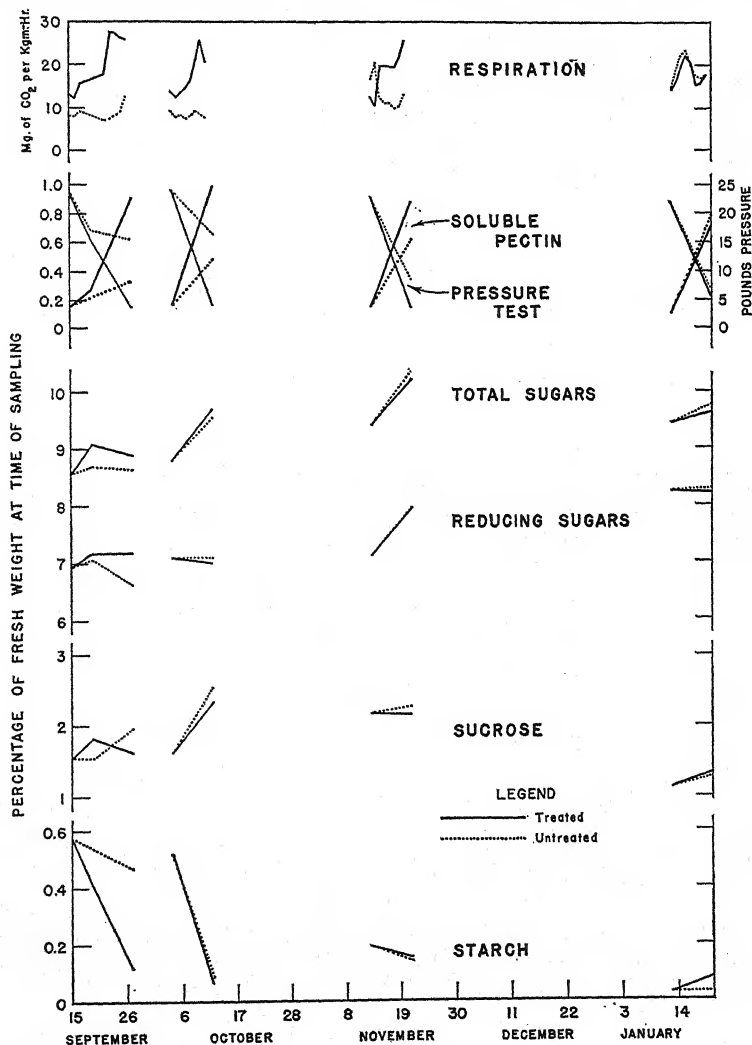 Mg. of CO2 per Kgm-Hr.
30
20
10
0
RESPIRATION
PERCENTAGE OF FRESH WEIGHT AT TIME OF SAMPLING
1.0
0.8
0.6
0.4
0.2
0
SOLUBLE
PECTIN
PRESSURE
TEST
25
20
15
10
5
0
POUNDS PRESSURE
10
9
8
7
6
TOTAL SUGARS
REDUCING SUGARS
3
2
1
SUCROSE
LEGEND
Treated
Untreated
0.6
0.4
0.2
0
STARCH
15 26 6 17 28 8 19 30 11 22 3 14
SEPTEMBER OCTOBER NOVEMBER DECEMBER JANUARY